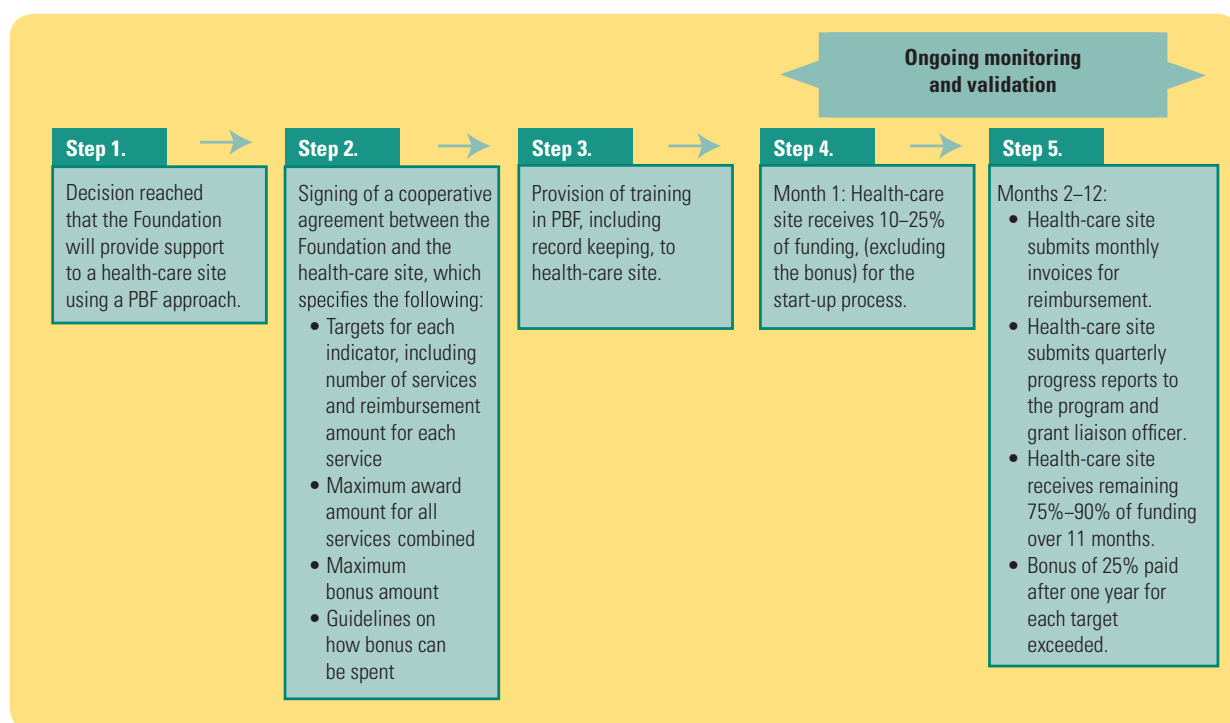 Ongoing monitoring
and validation
Step 1.
Decision reached
that the Foundation
will provide support
to a health-care site
using a PBF approach.
Step 2.
Signing of a cooperative
agreement between the
Foundation and the
health-care site, which
specifies the following:
• Targets for each
indicator, including
number of services
and reimbursement
amount for each
service
• Maximum award
amount for all
services combined
• Maximum
bonus amount
• Guidelines on
how bonus can
be spent
Step 3.
Provision of training
in PBF, including
record keeping, to
health-care site.
Step 4.
Month 1: Health-care
site receives 10–25%
of funding, (excluding
the bonus) for the
start-up process.
Step 5.
Months 2–12:
• Health-care site
submits monthly
invoices for
reimbursement.
• Health-care site
submits quarterly
progress reports to
the program and
grant liaison officer.
• Health-care site
receives remaining
75%–90% of funding
over 11 months.
• Bonus of 25% paid
after one year for
each target
exceeded.